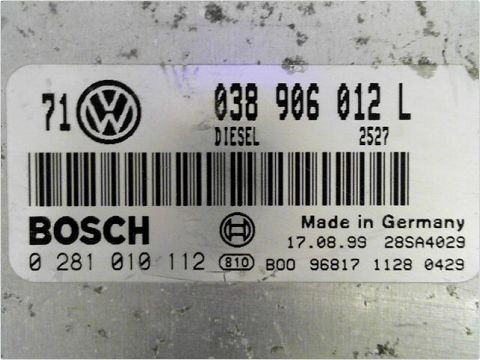 71 VW 038 906 012 L
DIESEL 2527
BOSCH Made in Germany
17.08.99 28SA4029
0 281 010 112 810 B00 96817 1128 0429